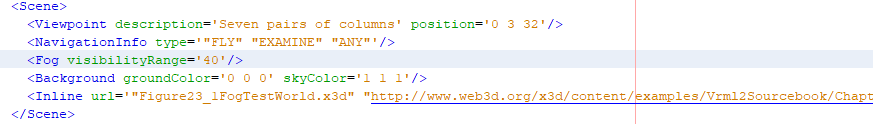 <Scene>
<Viewpoint description='Seven pairs of columns' position='0 3 32'/>
<NavigationInfo type='"FLY" "EXAMINE" "ANY"'/>
<Fog visibilityRange='40'/>
<Background groundColor='0 0 0' skyColor='1 1 1'/>
<Inline url='"Figure23_1FogTestWorld.x3d" "http://www.web3d.org/x3d/content/examples/Vrml2Sourcebook/Chapt
</Scene>